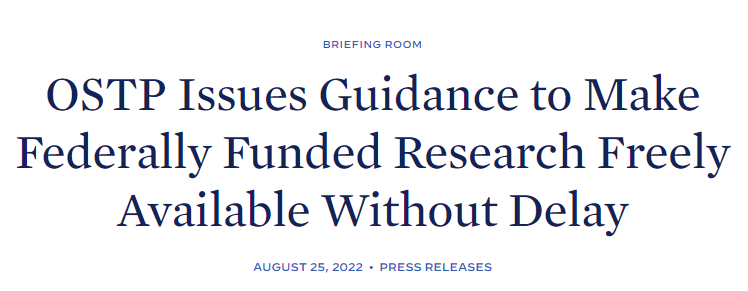 BRIEFING ROOM
OSTP Issues Guidance to Make
Federally Funded Research Freely
Available Without Delay
AUGUST 25, 2022 • PRESS RELEASES